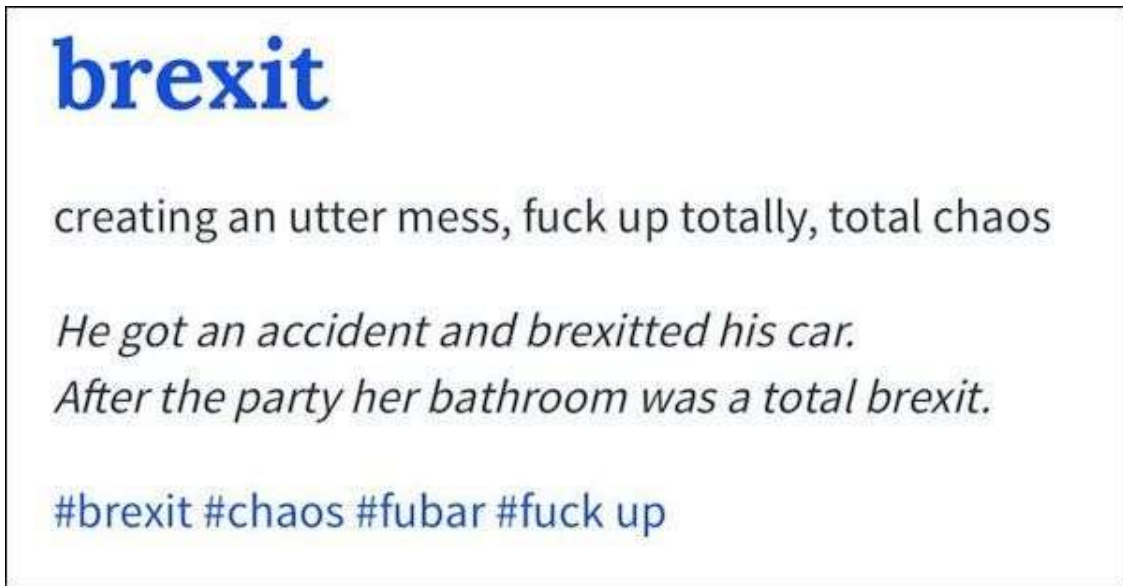 brexit
creating an utter mess, fuck up totally, total chaos
He got an accident and brexitted his car.
After the party her bathroom was a total brexit.
#brexit #chaos #fubar #fuck up